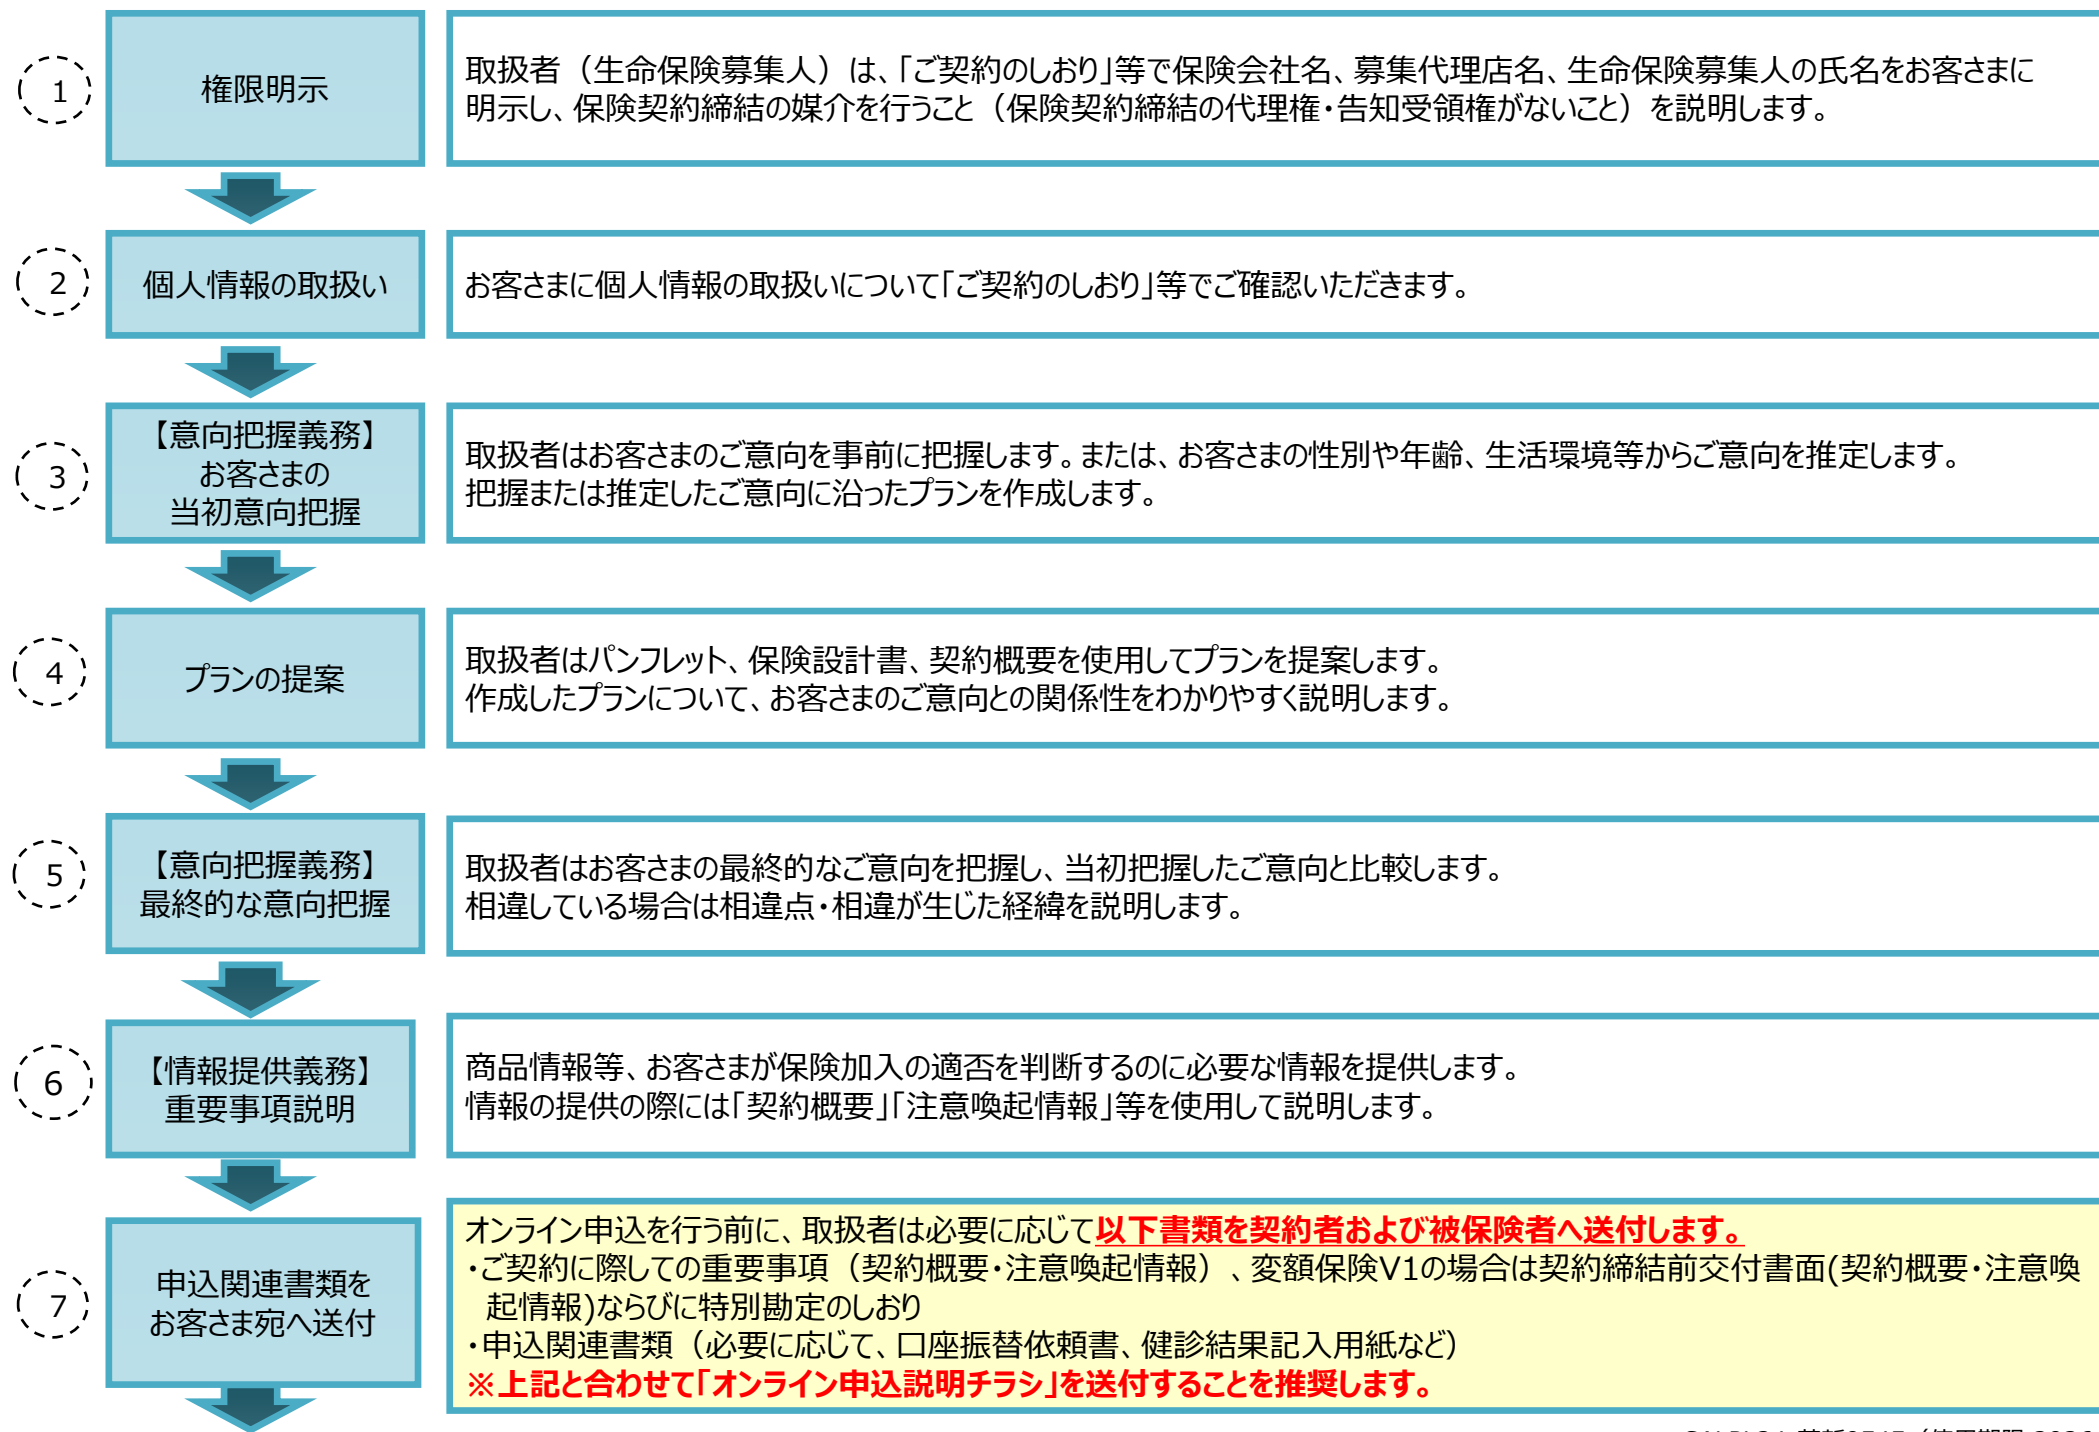 1
権限明示
取扱者（生命保険募集人）は、「ご契約のしおり」等で保険会社名、募集代理店名、生命保険募集人の氏名をお客さまに
明示し、保険契約締結の媒介を行うこと（保険契約締結の代理権・告知受領権がないこと）を説明します。
2
個人情報の取扱い
お客さまに個人情報の取扱いについて「ご契約のしおり」等でご確認いただきます。
3
【意向把握義務】
お客さまの
当初意向把握
取扱者はお客さまのご意向を事前に把握します。または、お客さまの性別や年齢、生活環境等からご意向を推定します。
把握または推定したご意向に沿ったプランを作成します。
4
プランの提案
取扱者はパンフレット、保険設計書、契約概要を使用してプランを提案します。
作成したプランについて、お客さまのご意向との関係性をわかりやすく説明します。
5
【意向把握義務】
最終的な意向把握
取扱者はお客さまの最終的なご意向を把握し、当初把握したご意向と比較します。
相違している場合は相違点・相違が生じた経緯を説明します。
6
【情報提供義務】
重要事項説明
商品情報等、お客さまが保険加入の適否を判断するのに必要な情報を提供します。
情報の提供の際には「契約概要」「注意喚起情報」等を使用して説明します。
7
申込関連書類を
お客さま宛へ送付
オンライン申込を行う前に、取扱者は必要に応じて以下書類を契約者および被保険者へ送付します。
・ご契約に際しての重要事項（契約概要・注意喚起情報）、変額保険V1の場合は契約締結前交付書面(契約概要・注意喚
起情報)ならびに特別勘定のしおり
・申込関連書類（必要に応じて、口座振替依頼書、健診結果記入用紙など）
※上記と合わせて「オンライン申込説明チラシ」を送付することを推奨します。